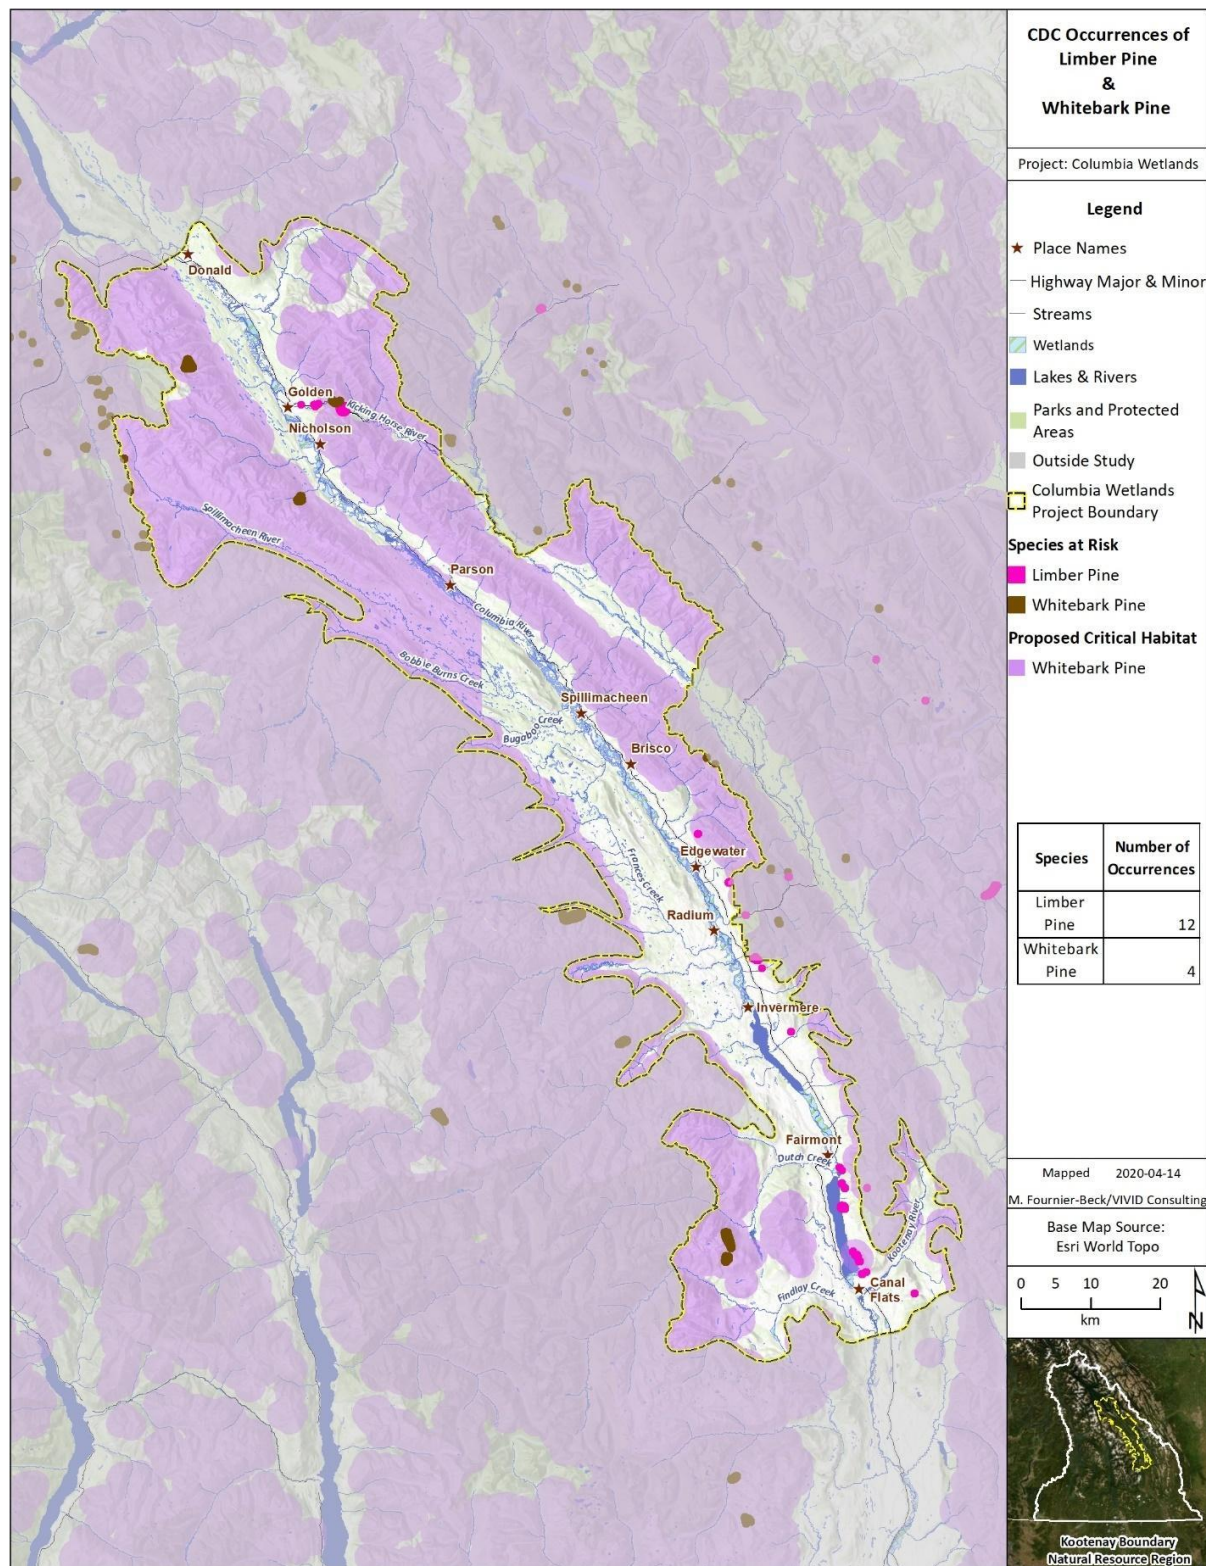 CDC Occurrences of
Limber Pine
&
Whitebark Pine
Project: Columbia Wetlands
Legend
Place Names
Highway Major & Minor
Streams
Wetlands
Lakes & Rivers
Parks and Protected
Areas
Outside Study
Columbia Wetlands
Project Boundary
Species at Risk
Limber Pine
Whitebark Pine
Proposed Critical Habitat
Whitebark Pine
Species Number of
Occurrences
Limber
Pine 12
Whitebark
Pine 4
Mapped 2020-04-14
M. Fournier-Beck/VIVID Consulting
Base Map Source:
Esri World Topo
0 5 10 20
km
N
Kootenay Boundary
Natural Resource Region
Donald
Golden
Kicking Horse River
Nicholson
Spillimacheen River
Parson
Columbia River
Bobbie Burns Creek
Spillimacheen
Bugaboo Creek
Brisco
Edgewater
Frances Creek
Radium
Invermere
Fairmont
Dutch Creek
Kootenay River
Canal
Flats
Findlay Creek